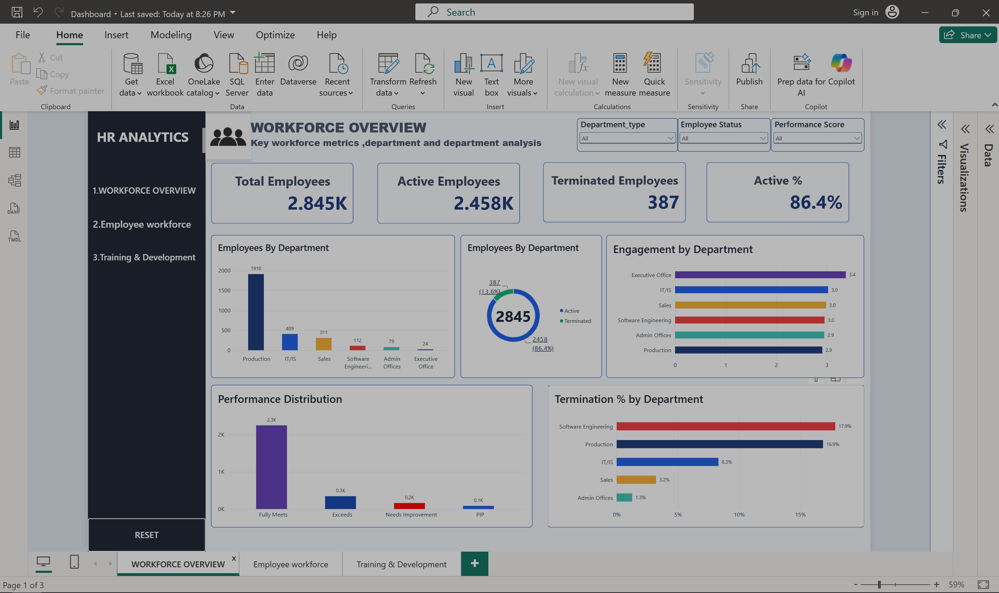 Dashboard • Last saved: Today at 8:26 PM
Search
Sign in
File
Home
Insert
Modeling
View
Optimize
Help
Share
Paste
Cut
Copy
Format painter
Clipboard
Get data
Excel workbook
OneLake catalog
SQL Server
Enter data
Dataverse
Recent sources
Data
Transform data
Refresh
Queries
New visual
Text box
More visuals
Insert
New visual calculation
New measure
Quick measure
Calculations
Sensitivity
Sensitivity
Publish
Share
Prep data for AI
Copilot
Copilot
DAX
TMDL
HR ANALYTICS
1.WORKFORCE OVERVIEW
2.Employee workforce
3.Training & Development
RESET
WORKFORCE OVERVIEW
Key workforce metrics ,department and department analysis
Department_type
All
Employee Status
All
Performance Score
All
Total Employees
2.845K
Active Employees
2.458K
Terminated Employees
387
Active %
86.4%
Employees By Department
2000
1500
1000
500
0
1910
409
311
112
79
24
Production
IT/IS
Sales
Software Engineeri...
Admin Offices
Executive Office
Employees By Department
387
(13.6%)
2845
2458
(86.4%)
Active
Terminated
Engagement by Department
Executive Office 3.4
IT/IS 3.0
Sales 3.0
Software Engineering 3.0
Admin Offices 2.9
Production 2.9
0 1 2 3
Performance Distribution
2K
1K
0K
2.3K
0.3K
0.2K
0.1K
Fully Meets
Exceeds
Needs Improvement
PIP
Termination % by Department
Software Engineering 17.9%
Production 16.9%
IT/IS 8.3%
Sales 3.2%
Admin Offices 1.3%
0% 5% 10% 15%
Filters
Visualizations
Data
WORKFORCE OVERVIEW
x
Employee workforce
Training & Development
+
Page 1 of 3
- + 59%